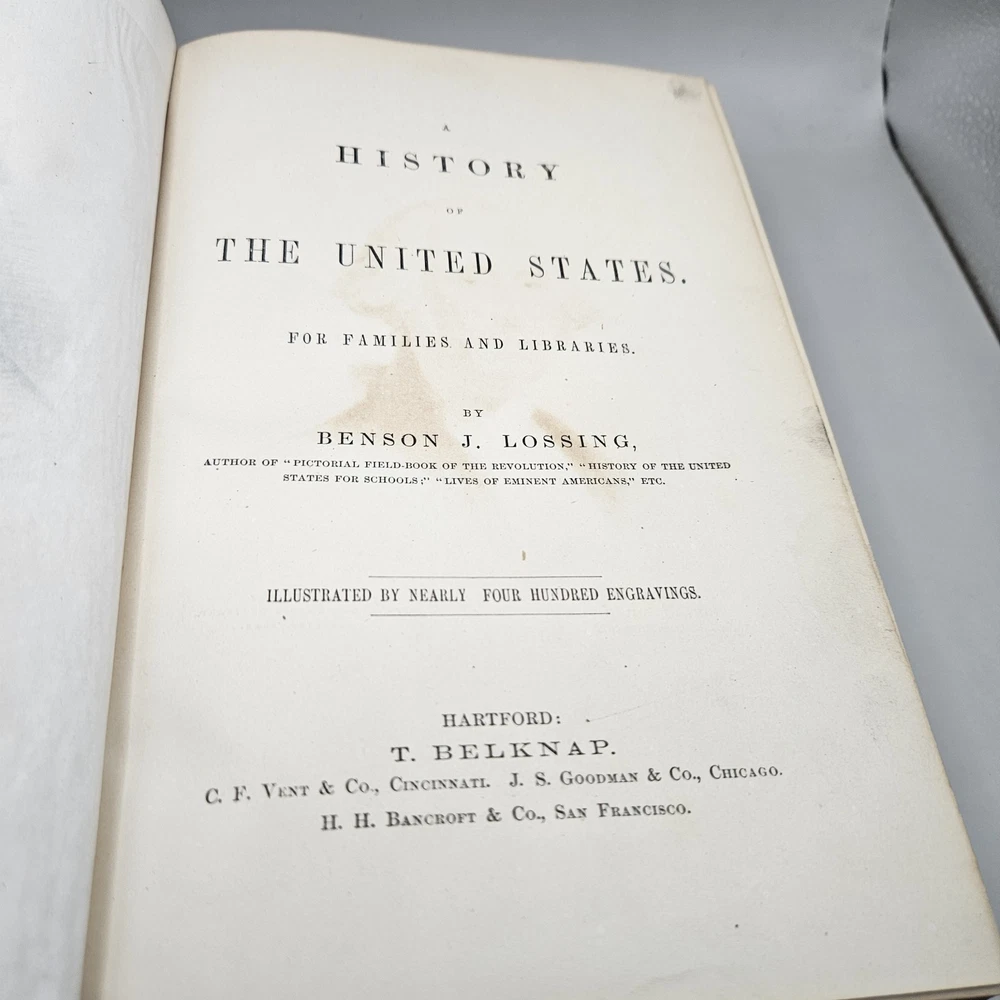 A
HISTORY
OF
THE UNITED STATES.
FOR FAMILIES AND LIBRARIES.
BY
BENSON J. LOSSING,
AUTHOR OF "PICTORIAL FIELD-BOOK OF THE REVOLUTION," "HISTORY OF THE UNITED
STATES FOR SCHOOLS;" "LIVES OF EMINENT AMERICANS," ETC.
ILLUSTRATED BY NEARLY FOUR HUNDRED ENGRAVINGS.
HARTFORD:
T. BELKNAP.
C. F. VENT & CO., CINCINNATI. J. S. GOODMAN & CO., CHICAGO.
H. H. BANCROFT & CO., SAN FRANCISCO.